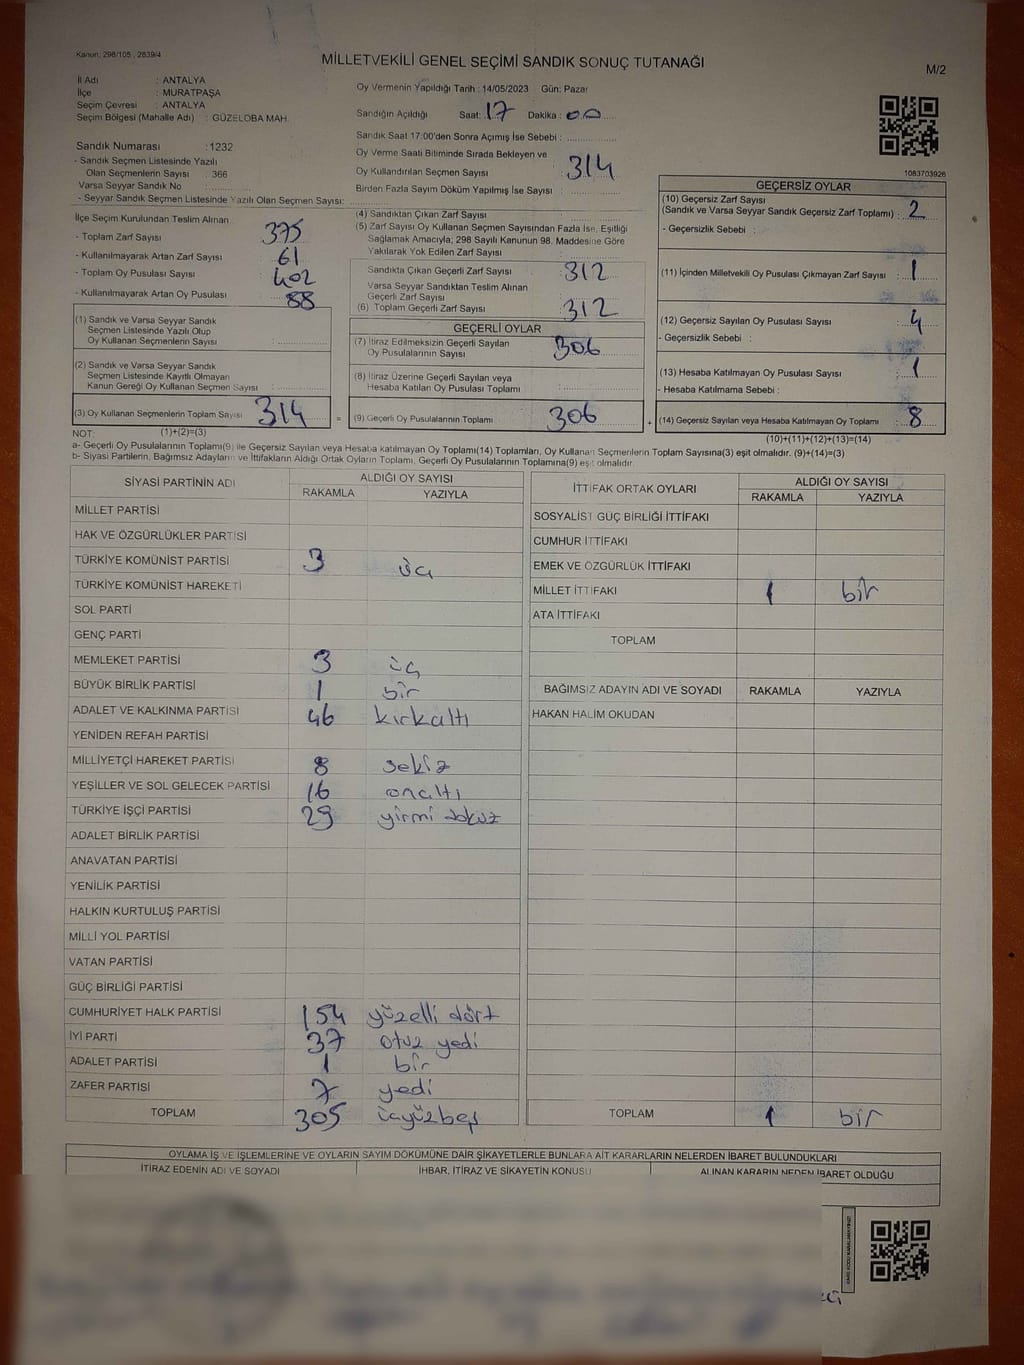 Kanun; 298/105 , 2839/4
MİLLETVEKİLİ GENEL SEÇİMİ SANDIK SONUÇ TUTANAĞI
M/2
İl Adı : ANTALYA
İlçe : MURATPAŞA
Seçim Çevresi : ANTALYA
Seçim Bölgesi (Mahalle Adı) : GÜZELOBA MAH.
Sandık Numarası : 1232
- Sandık Seçmen Listesinde Yazılı
Olan Seçmenlerin Sayısı : 366
Varsa Seyyar Sandık No :
- Seyyar Sandık Seçmen Listesinde Yazılı Olan Seçmen Sayısı:
Oy Vermenin Yapıldığı Tarih : 14/05/2023 Gün: Pazar
Sandığın Açıldığı Saat: 17 Dakika : 00
Sandık Saat 17:00'den Sonra Açımış İse Sebebi :
Oy Verme Saati Bitiminde Sırada Bekleyen ve
Oy Kullandırılan Seçmen Sayısı : 314
Birden Fazla Sayım Döküm Yapılmış İse Sayısı :
1083703926
İlçe Seçim Kurulundan Teslim Alınan
- Toplam Zarf Sayısı : 375
- Kullanılmayarak Artan Zarf Sayısı : 61
- Toplam Oy Pusulası Sayısı : 402
- Kullanılmayarak Artan Oy Pusulası : 88
(1) Sandık ve Varsa Seyyar Sandık
Seçmen Listesinde Yazılı Olup
Oy Kullanan Seçmenlerin Sayısı :
(2) Sandık ve Varsa Seyyar Sandık
Seçmen Listesinde Kayıtlı Olmayan
Kanun Gereği Oy Kullanan Seçmen Sayısı :
(3) Oy Kullanan Seçmenlerin Toplam Sayısı : 314
(1)+(2)=(3)
(4) Sandıktan Çıkan Zarf Sayısı :
(5) Zarf Sayısı Oy Kullanan Seçmen Sayısından Fazla İse, Eşitliği
Sağlamak Amacıyla; 298 Sayılı Kanunun 98. Maddesine Göre
Yakılarak Yok Edilen Zarf Sayısı :
Sandıkta Çıkan Geçerli Zarf Sayısı : 312
Varsa Seyyar Sandıktan Teslim Alınan
Geçerli Zarf Sayısı :
(6) Toplam Geçerli Zarf Sayısı : 312
GEÇERLİ OYLAR
(7) İtiraz Edilmeksizin Geçerli Sayılan
Oy Pusulalarının Sayısı : 306
(8) İtiraz Üzerine Geçerli Sayılan veya
Hesaba Katılan Oy Pusulası Toplamı :
= (9) Geçerli Oy Pusulalarının Toplamı : 306 +
GEÇERSİZ OYLAR
(10) Geçersiz Zarf Sayısı
(Sandık ve Varsa Seyyar Sandık Geçersiz Zarf Toplamı) : 2
- Geçersizlik Sebebi :
(11) İçinden Milletvekili Oy Pusulası Çıkmayan Zarf Sayısı : 1
(12) Geçersiz Sayılan Oy Pusulası Sayısı : 4
- Geçersizlik Sebebi :
(13) Hesaba Katılmayan Oy Pusulası Sayısı : 1
- Hesaba Katılmama Sebebi :
(14) Geçersiz Sayılan veya Hesaba Katılmayan Oy Toplamı : 8
(10)+(11)+(12)+(13)=(14)
NOT:
a- Geçerli Oy Pusulalarının Toplamı(9) ile Geçersiz Sayılan veya Hesaba katılmayan Oy Toplamı(14) Toplamları, Oy Kullanan Seçmenlerin Toplam Sayısına(3) eşit olmalıdır. (9)+(14)=(3)
b- Siyasi Partilerin, Bağımsız Adayların ve İttifakların Aldığı Ortak Oyların Toplamı, Geçerli Oy Pusulalarının Toplamına(9) eşit olmalıdır.
SİYASİ PARTİNİN ADI ALDIĞI OY SAYISI
RAKAMLA YAZIYLA
MİLLET PARTİSİ
HAK VE ÖZGÜRLÜKLER PARTİSİ
TÜRKİYE KOMÜNİST PARTİSİ 3 üç
TÜRKİYE KOMÜNİST HAREKETİ
SOL PARTİ
GENÇ PARTİ
MEMLEKET PARTİSİ 3 üç
BÜYÜK BİRLİK PARTİSİ 1 bir
ADALET VE KALKINMA PARTİSİ 46 kırkaltı
YENİDEN REFAH PARTİSİ
MİLLİYETÇİ HAREKET PARTİSİ 8 sekiz
YEŞİLLER VE SOL GELECEK PARTİSİ 16 onaltı
TÜRKİYE İŞÇİ PARTİSİ 29 yirmi dokuz
ADALET BİRLİK PARTİSİ
ANAVATAN PARTİSİ
YENİLİK PARTİSİ
HALKIN KURTULUŞ PARTİSİ
MİLLİ YOL PARTİSİ
VATAN PARTİSİ
GÜÇ BİRLİĞİ PARTİSİ
CUMHURİYET HALK PARTİSİ 154 yüzelli dört
İYİ PARTİ 37 otuz yedi
ADALET PARTİSİ 1 bir
ZAFER PARTİSİ 7 yedi
TOPLAM 305 üçyüzbeş
İTTİFAK ORTAK OYLARI ALDIĞI OY SAYISI
RAKAMLA YAZIYLA
SOSYALİST GÜÇ BİRLİĞİ İTTİFAKI
CUMHUR İTTİFAKI
EMEK VE ÖZGÜRLÜK İTTİFAKI
MİLLET İTTİFAKI 1 bir
ATA İTTİFAKI
TOPLAM
BAĞIMSIZ ADAYIN ADI VE SOYADI RAKAMLA YAZIYLA
HAKAN HALİM OKUDAN
TOPLAM 1 bir
OYLAMA İŞ VE İŞLEMLERİNE VE OYLARIN SAYIM DÖKÜMÜNE DAİR ŞİKAYETLERLE BUNLARA AİT KARARLARIN NELERDEN İBARET BULUNDUKLARI
İTİRAZ EDENİN ADI VE SOYADI İHBAR, İTİRAZ VE ŞİKAYETİN KONUSU ALINAN KARARIN NEDEN İBARET OLDUĞU